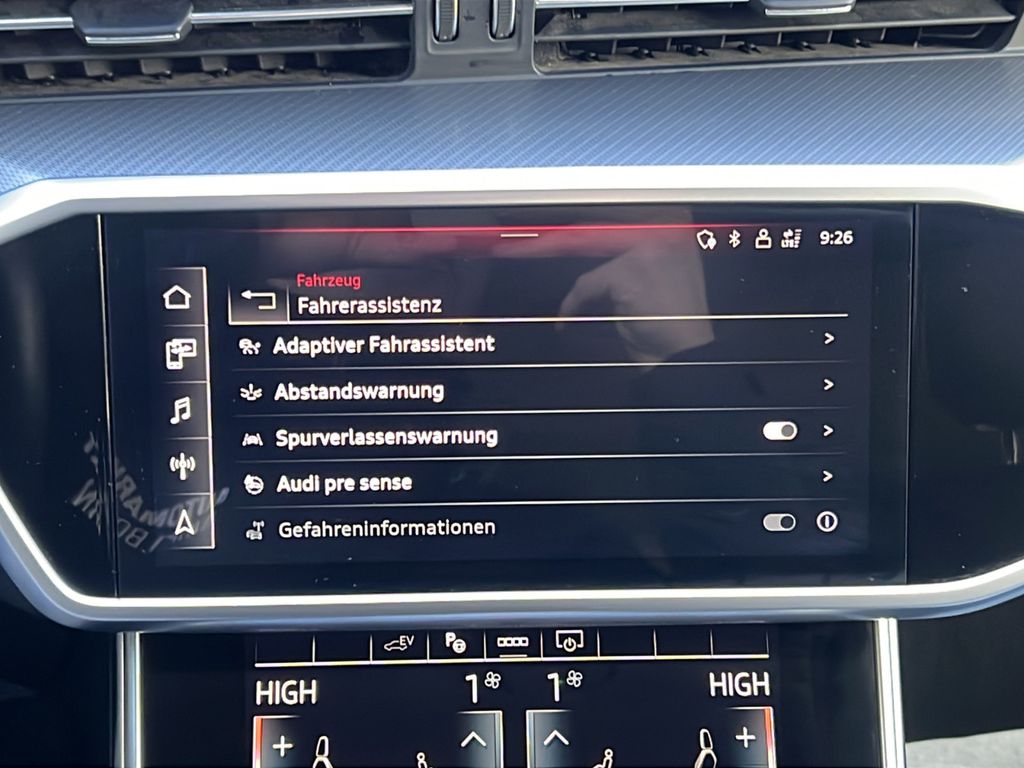 9:26
Fahrzeug
Fahrerassistenz
Adaptiver Fahrassistent
Abstandswarnung
Spurverlassenswarnung
Audi pre sense
Gefahreninformationen
EV P
HIGH 1 1 HIGH